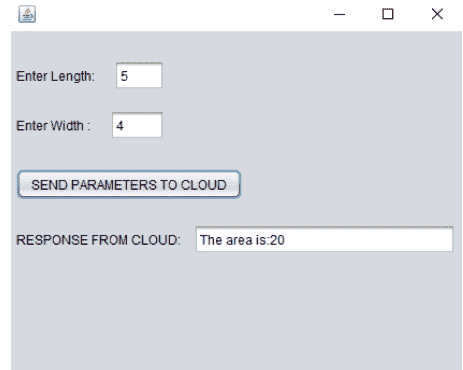 Enter Length: 5
Enter Width : 4
SEND PARAMETERS TO CLOUD
RESPONSE FROM CLOUD: The area is:20